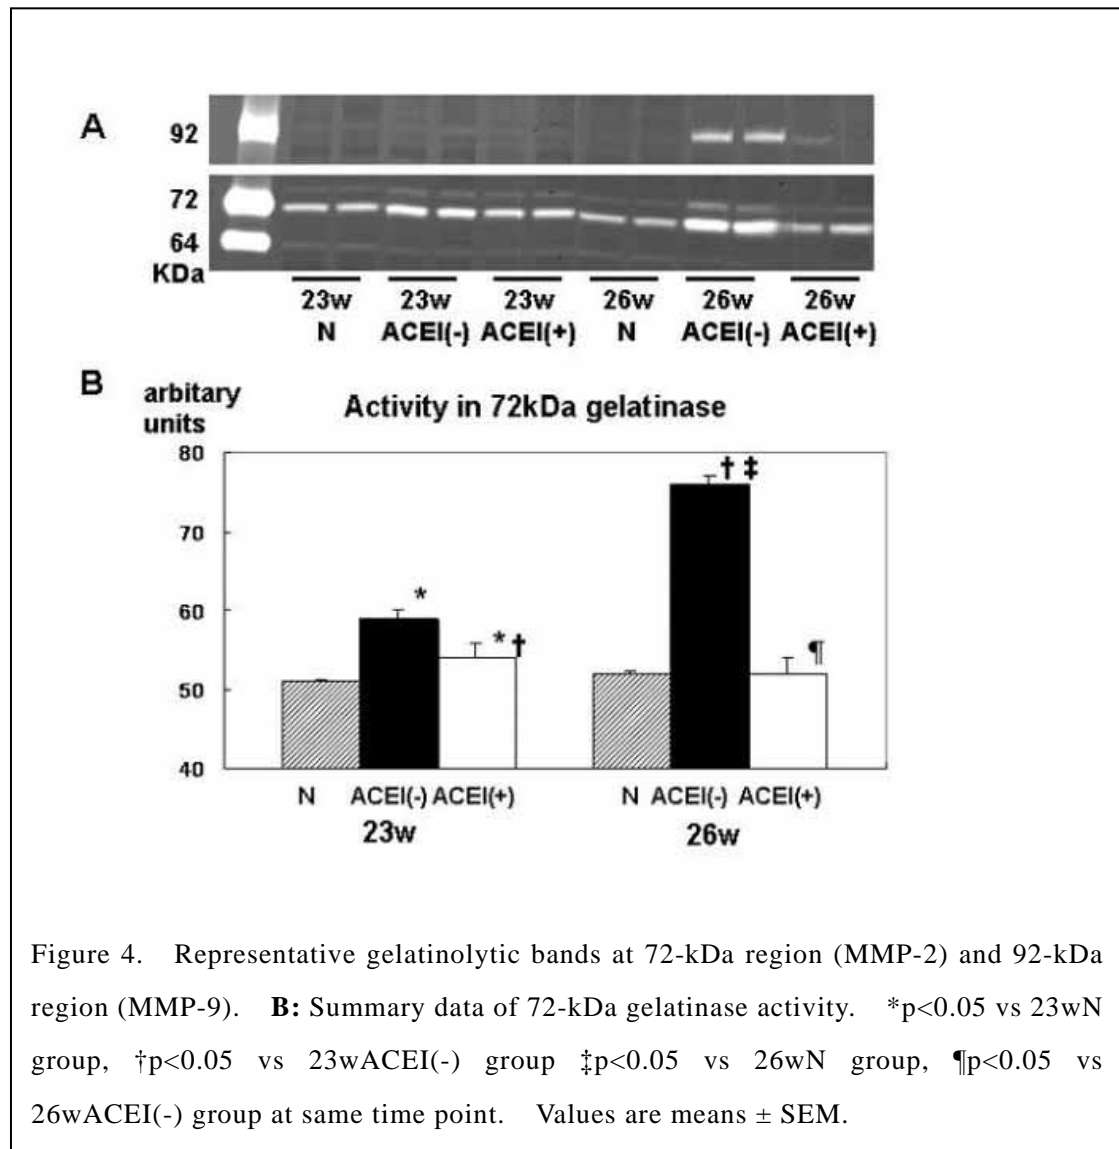 A
92
72
64
KDa
23w 23w 23w 26w 26w 26w
N ACEI(-) ACEI(+) N ACEI(-) ACEI(+)
B
arbitary
units
Activity in 72kDa gelatinase
80
† ‡
70
60
*
* †
¶
50
40
N ACEI(-) ACEI(+) N ACEI(-) ACEI(+)
23w 26w
Figure 4. Representative gelatinolytic bands at 72-kDa region (MMP-2) and 92-kDa
region (MMP-9). B: Summary data of 72-kDa gelatinase activity. *p<0.05 vs 23wN
group, †p<0.05 vs 23wACEI(-) group ‡p<0.05 vs 26wN group, ¶p<0.05 vs
26wACEI(-) group at same time point. Values are means ± SEM.